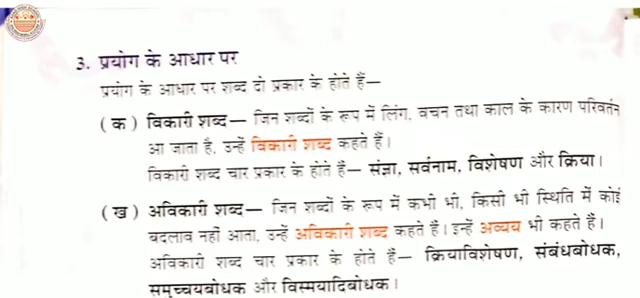 3. प्रयोग के आधार पर
प्रयोग के आधार पर शब्द दो प्रकार के होते हैं—
( क ) विकारी शब्द— जिन शब्दों के रूप में लिंग, वचन तथा काल के कारण परिवर्तन
आ जाता है, उन्हें विकारी शब्द कहते हैं।
विकारी शब्द चार प्रकार के होते हैं— संज्ञा, सर्वनाम, विशेषण और क्रिया।
( ख ) अविकारी शब्द— जिन शब्दों के रूप में कभी भी, किसी भी स्थिति में कोई
बदलाव नहीं आता, उन्हें अविकारी शब्द कहते हैं। इन्हें अव्यय भी कहते हैं।
अविकारी शब्द चार प्रकार के होते हैं— क्रियाविशेषण, संबंधबोधक,
समुच्चयबोधक और विस्मयादिबोधक।